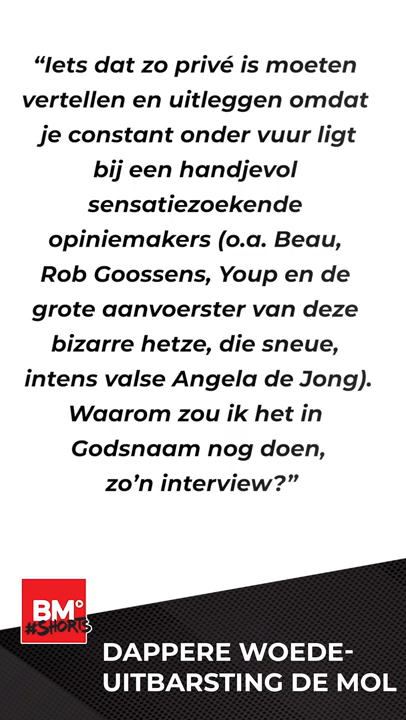 “Iets dat zo privé is moeten
vertellen en uitleggen omdat
je constant onder vuur ligt
bij een handjevol
sensatiezoekende
opiniemakers (o.a. Beau,
Rob Goossens, Youp en de
grote aanvoerster van deze
bizarre hetze, die sneue,
intens valse Angela de Jong).
Waarom zou ik het in
Godsnaam nog doen,
zo’n interview?”
BM°
#SHORTS
DAPPERE WOEDE-
UITBARSTING DE MOL